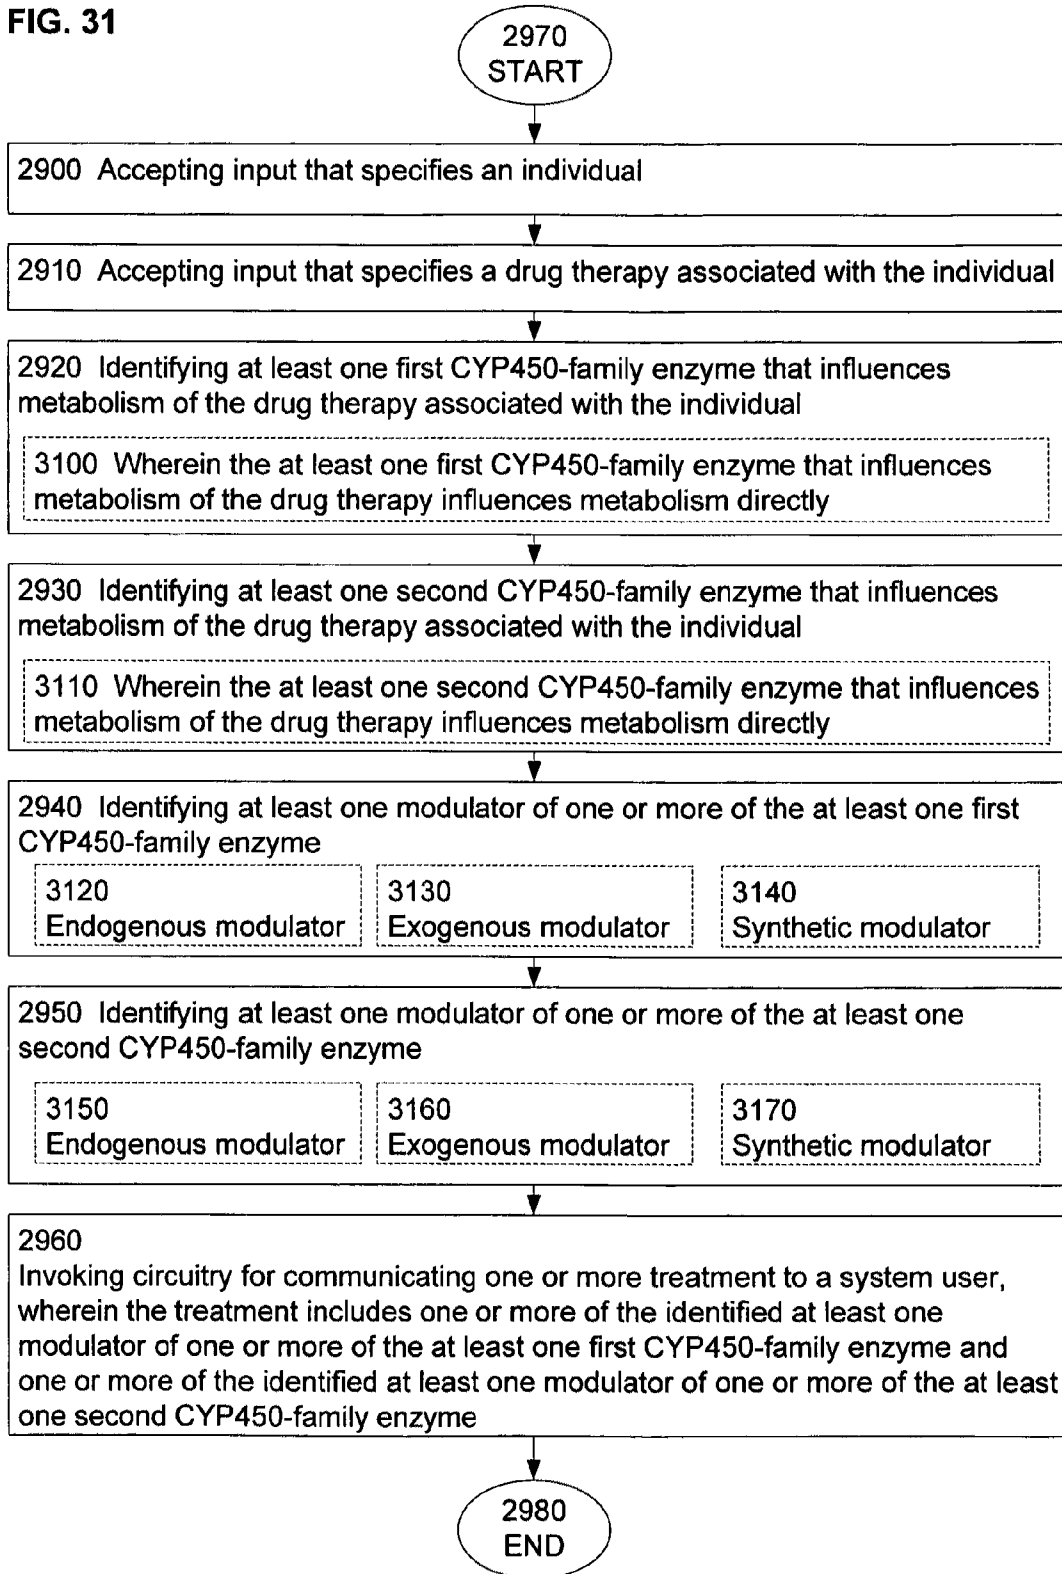 FIG. 31
2970
START
2900 Accepting input that specifies an individual
2910 Accepting input that specifies a drug therapy associated with the individual
2920 Identifying at least one first CYP450-family enzyme that influences
metabolism of the drug therapy associated with the individual
3100 Wherein the at least one first CYP450-family enzyme that influences
metabolism of the drug therapy influences metabolism directly
2930 Identifying at least one second CYP450-family enzyme that influences
metabolism of the drug therapy associated with the individual
3110 Wherein the at least one second CYP450-family enzyme that influences
metabolism of the drug therapy influences metabolism directly
2940 Identifying at least one modulator of one or more of the at least one first
CYP450-family enzyme
3120
Endogenous modulator
3130
Exogenous modulator
3140
Synthetic modulator
2950 Identifying at least one modulator of one or more of the at least one
second CYP450-family enzyme
3150
Endogenous modulator
3160
Exogenous modulator
3170
Synthetic modulator
2960
Invoking circuitry for communicating one or more treatment to a system user,
wherein the treatment includes one or more of the identified at least one
modulator of one or more of the at least one first CYP450-family enzyme and
one or more of the identified at least one modulator of one or more of the at least
one second CYP450-family enzyme
2980
END